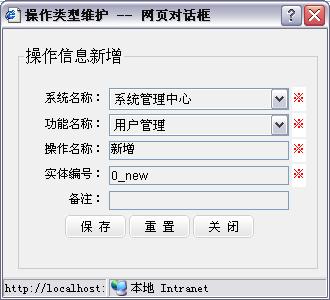 操作类型维护 -- 网页对话框
操作信息新增
系统名称： 系统管理中心 ※
功能名称： 用户管理 ※
操作名称： 新增 ※
实体编号： 0_new ※
备注：
保 存 重 置 关 闭
http://localhost: 本地 Intranet